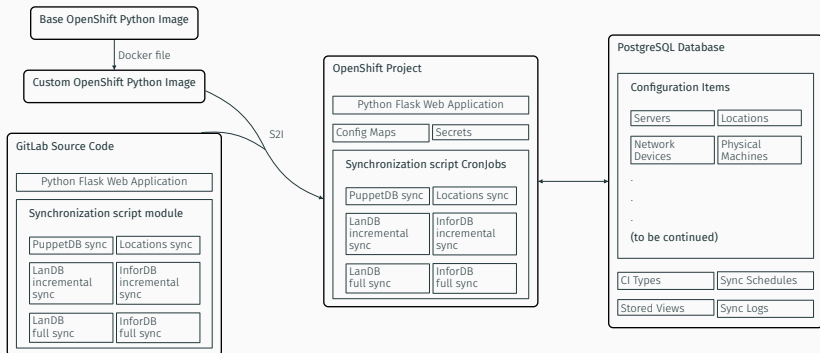 Base OpenShift Python Image
Docker file
Custom OpenShift Python Image
S2I
GitLab Source Code
Python Flask Web Application
Synchronization script module
PuppetDB sync
Locations sync
LanDB
incremental
sync
InforDB
incremental
sync
LanDB
full sync
InforDB
full sync
OpenShift Project
Python Flask Web Application
Config Maps
Secrets
Synchronization script CronJobs
PuppetDB sync
Locations sync
LanDB
incremental
sync
InforDB
incremental
sync
LanDB
full sync
InforDB
full sync
PostgreSQL Database
Configuration Items
Servers
Locations
Network
Devices
Physical
Machines
.
.
.
(to be continued)
CI Types
Sync Schedules
Stored Views
Sync Logs